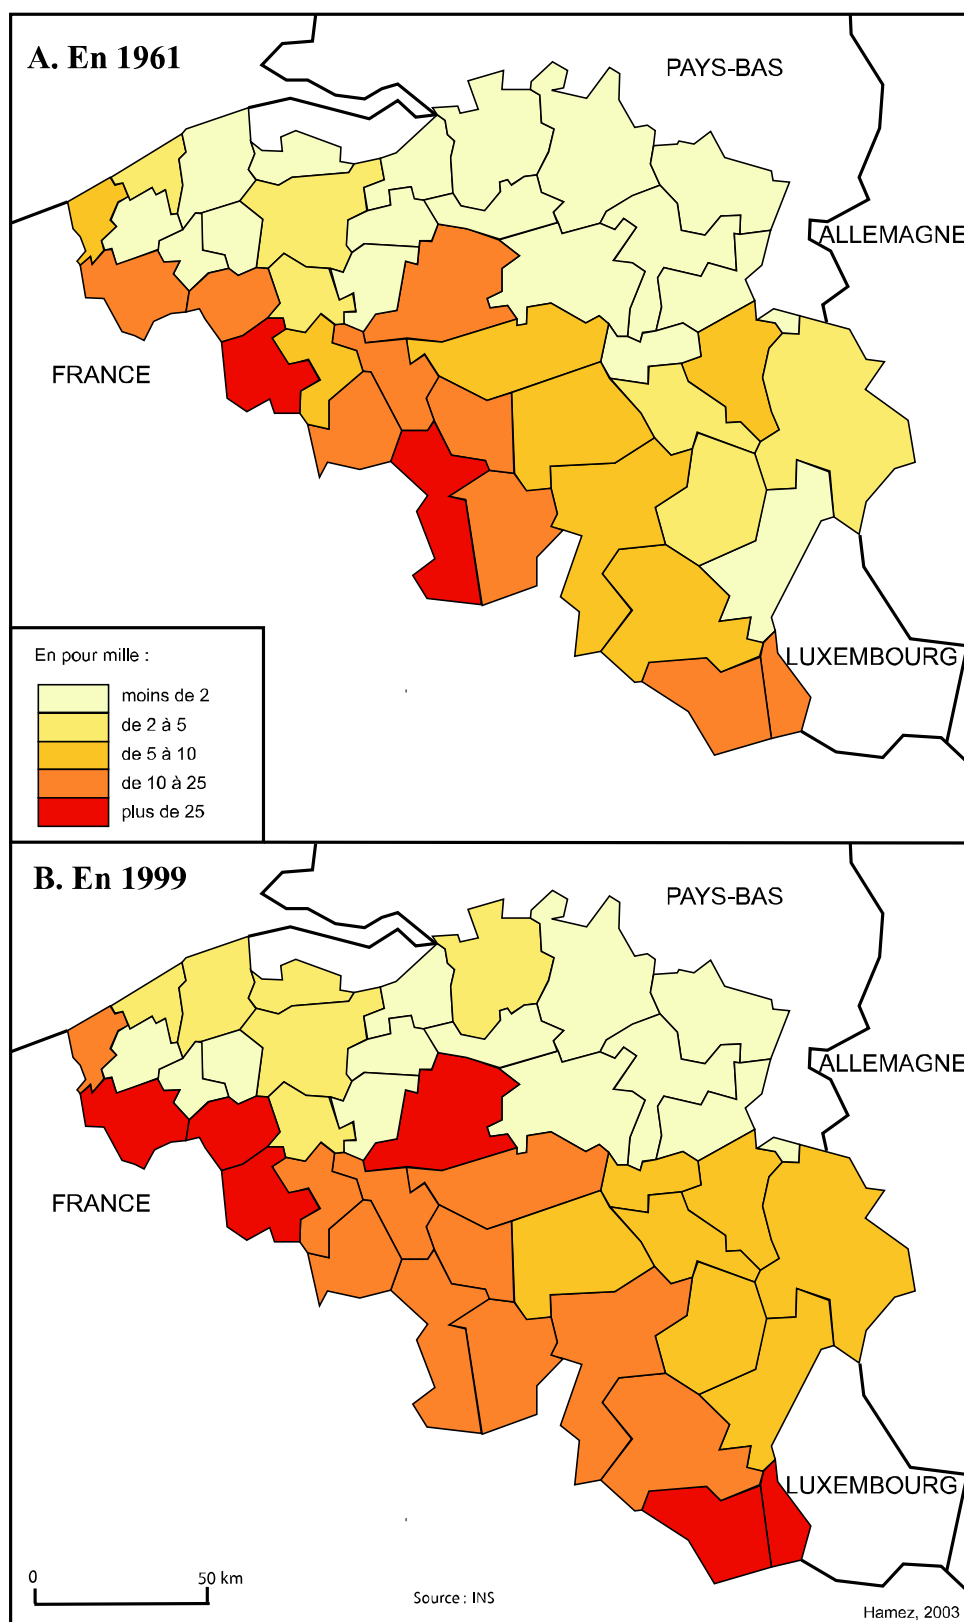 A. En 1961
PAYS-BAS
ALLEMAGNE
FRANCE
LUXEMBOURG
En pour mille :
moins de 2
de 2 à 5
de 5 à 10
de 10 à 25
plus de 25
B. En 1999
PAYS-BAS
ALLEMAGNE
FRANCE
LUXEMBOURG
0 50 km
Source : INS
Hamez, 2003